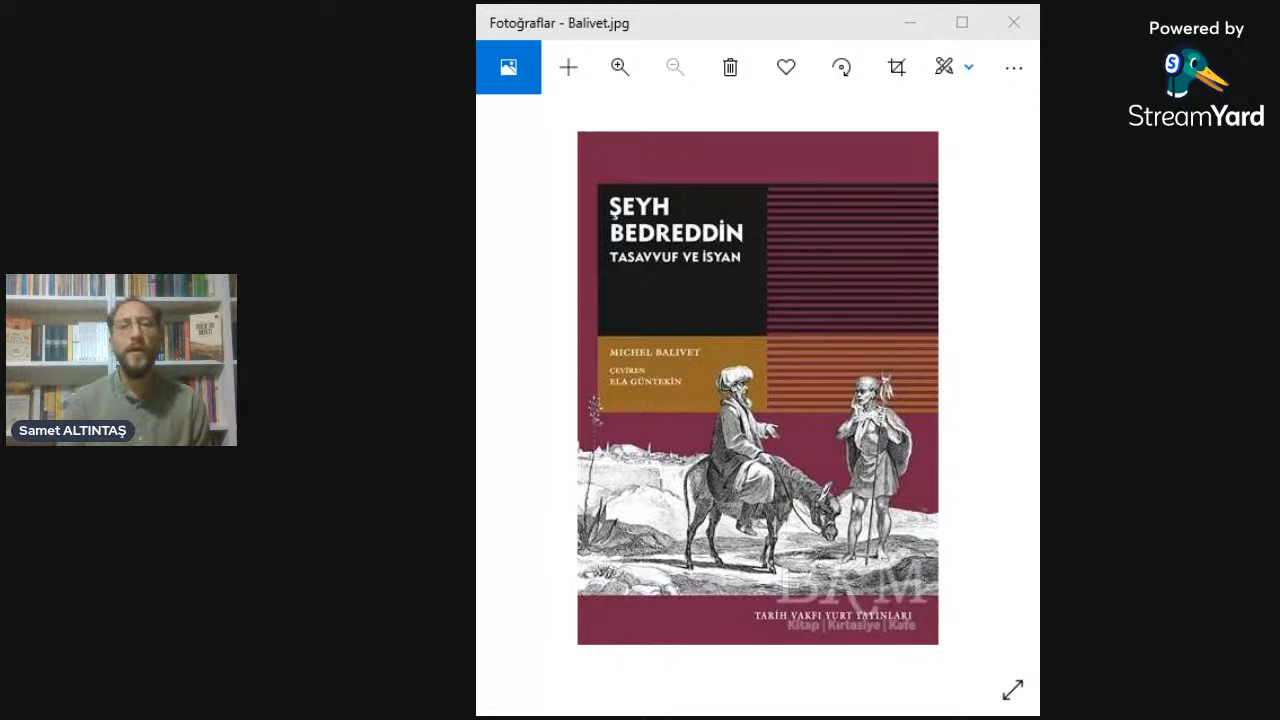 Fotoğraflar - Balivet.jpg
Powered by
StreamYard
ŞEYH
BEDREDDİN
TASAVVUF VE İSYAN
MICHEL BALIVET
ÇEVİREN
ELA GÜNTEKİN
TARİH VAKFI YURT YAYINLARI
Kitap | Kırtasiye | Kafe
Samet ALTINTAŞ